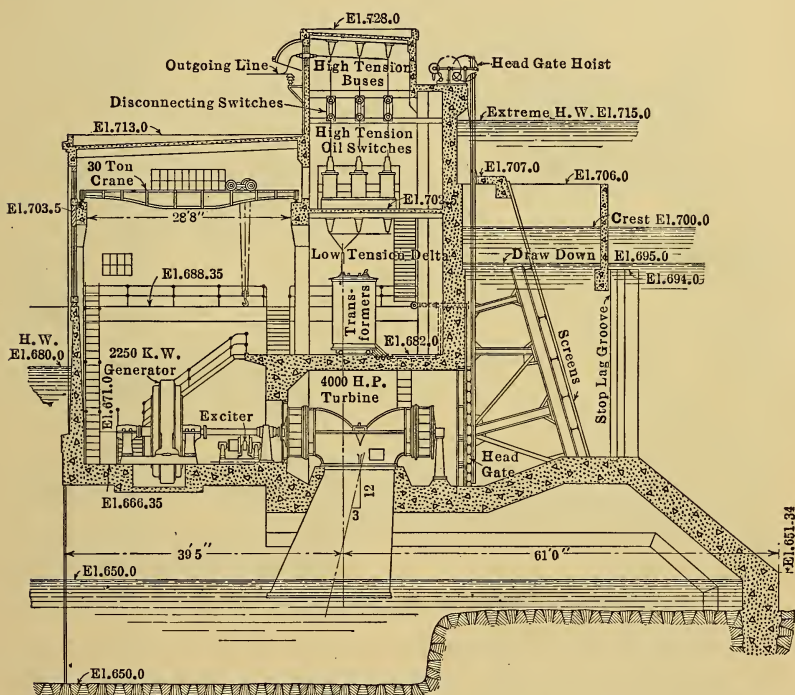 El.728.0
Outgoing Line
High Tension
Buses
Head Gate Hoist
Disconnecting Switches
Extreme H.W. El.715.0
El.713.0
High Tension
Oil Switches
30 Ton
Crane
El.707.0
El.706.0
El.703.5
El.702.
28'8"
Crest El.700.0
Low Tension Delta
Draw Down
El.695.0
El.694.0
El.688.35
Trans-
formers
Screens
Stop Lag Groove
H.W.
El.680.0
El.682.0
2250 K.W.
Generator
El.671.0
Exciter
4000 H.P.
Turbine
Head
Gate
El.666.35
12
3
39'5"
61'0"
El.651.34
El.650.0
El.650.0